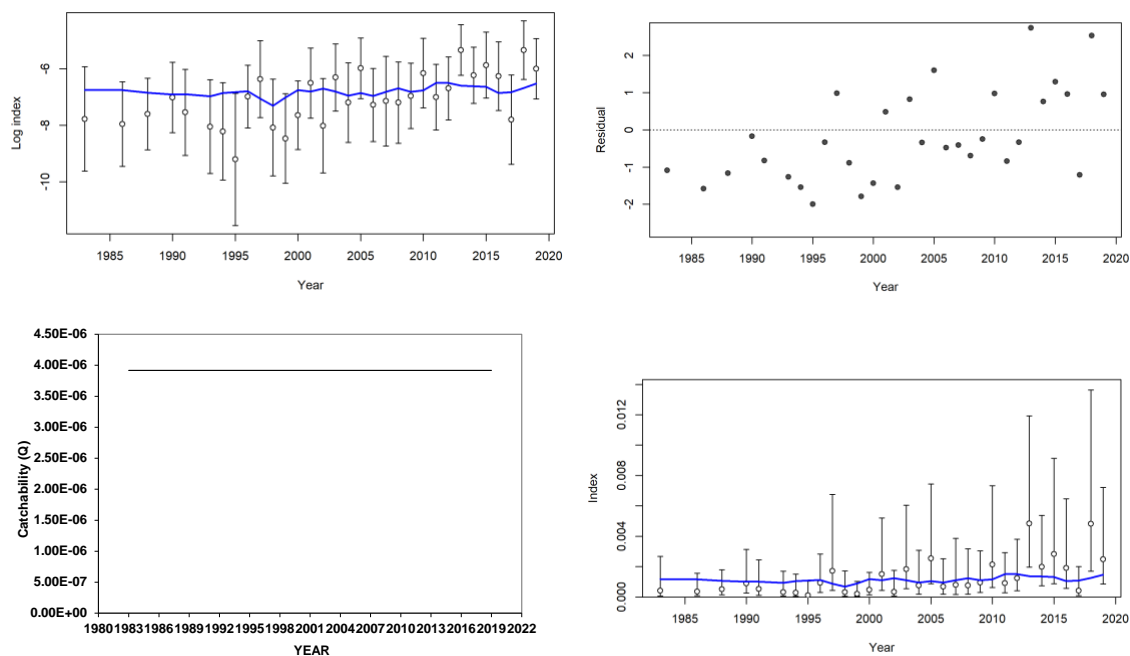 -6
-8
-10
Log index
1985 1990 1995 2000 2005 2010 2015 2020
Year
2
1
0
-1
-2
Residual
1985 1990 1995 2000 2005 2010 2015 2020
Year
4.50E-06
4.00E-06
3.50E-06
3.00E-06
2.50E-06
2.00E-06
1.50E-06
1.00E-06
5.00E-07
0.00E+00
Catchability (Q)
1980 1983 1986 1989 1992 1995 1998 2001 2004 2007 2010 2013 2016 2019 2022
YEAR
0.012
0.008
0.004
0.000
Index
1985 1990 1995 2000 2005 2010 2015 2020
Year